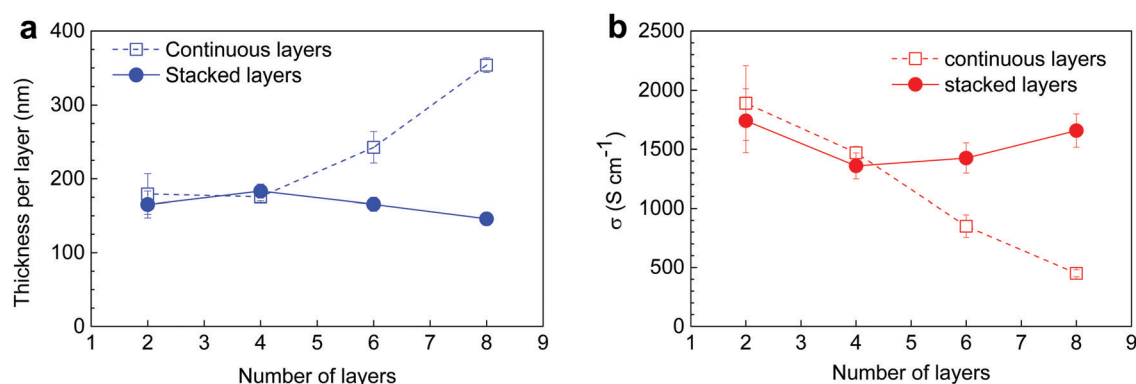 a
Thickness per layer (nm)
400
300
200
100
0
Continuous layers
Stacked layers
1 2 3 4 5 6 7 8 9
Number of layers
b
σ (S cm⁻¹)
2500
2000
1500
1000
500
0
continuous layers
stacked layers
1 2 3 4 5 6 7 8 9
Number of layers